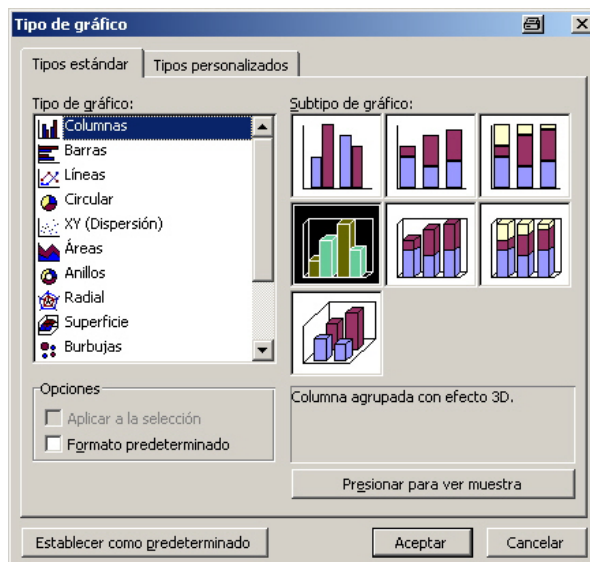 Tipo de gráfico
Tipos estándar
Tipos personalizados
Tipo de gráfico:
Columnas
Barras
Líneas
Circular
XY (Dispersión)
Áreas
Anillos
Radial
Superficie
Burbujas
Subtipo de gráfico:
Opciones
Aplicar a la selección
Formato predeterminado
Columna agrupada con efecto 3D.
Presionar para ver muestra
Establecer como predeterminado
Aceptar
Cancelar